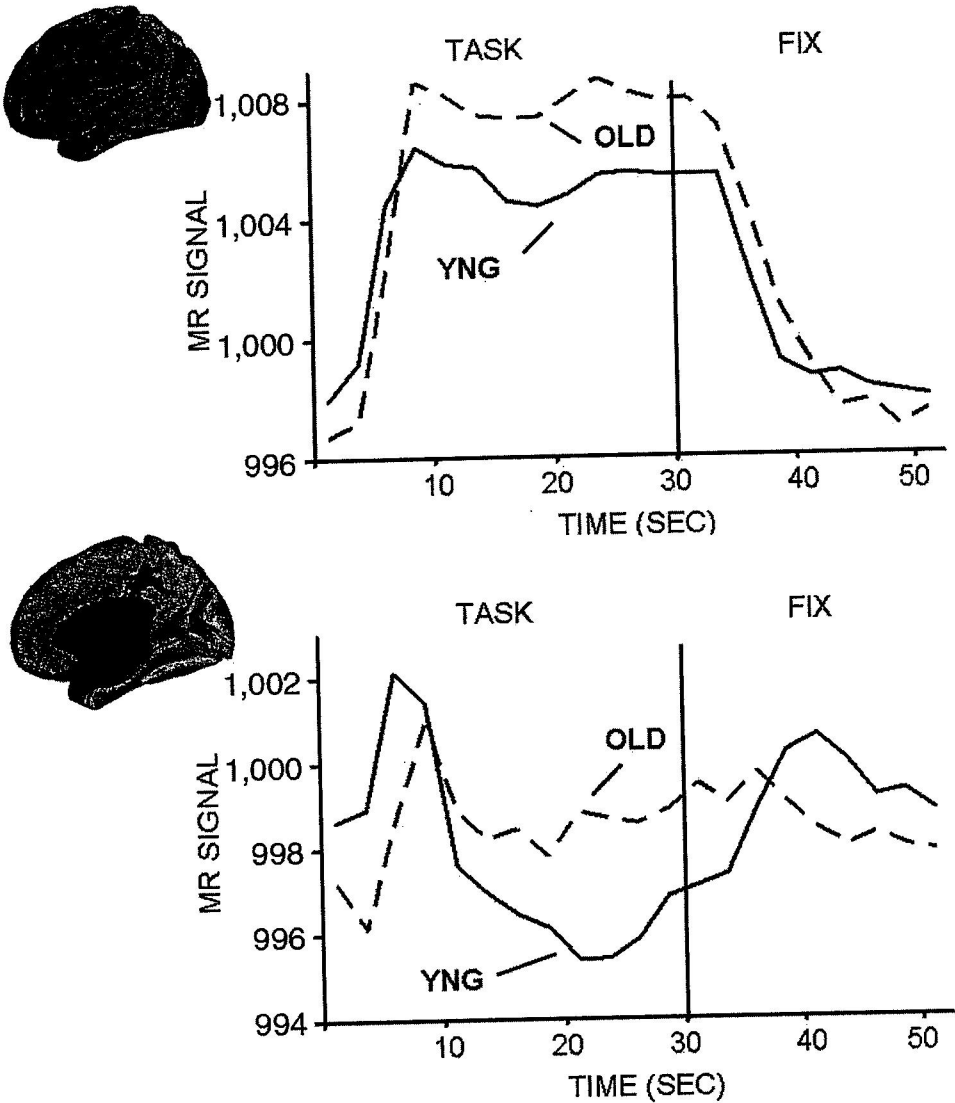 TASK FIX
1,008
OLD
1,004
YNG
MR SIGNAL
1,000
996
10 20 30 40 50
TIME (SEC)
TASK FIX
1,002
OLD
1,000
MR SIGNAL
998
996
YNG
994
10 20 30 40 50
TIME (SEC)